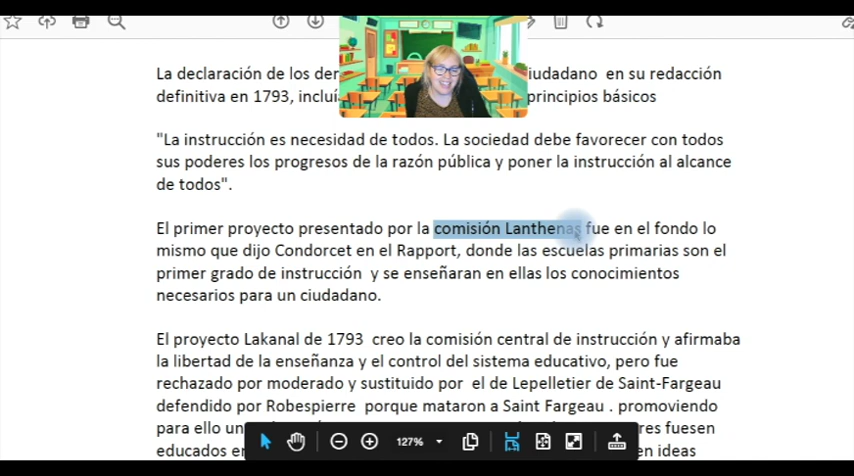 La declaración de los iudadano en su redacción
definitiva en 1793, principios básicos
"La instrucción es necesidad de todos. La sociedad debe favorecer con todos
sus poderes los progresos de la razón pública y poner la instrucción al alcance
de todos".
El primer proyecto presentado por la comisión Lanthenas fue en el fondo lo
mismo que dijo Condorcet en el Rapport, donde las escuelas primarias son el
primer grado de instrucción y se enseñaran en ellas los conocimientos
necesarios para un ciudadano.
El proyecto Lakanal de 1793 creo la comisión central de instrucción y afirmaba
la libertad de la enseñanza y el control del sistema educativo, pero fue
rechazado por moderado y sustituido por el de Lepelletier de Saint-Fargeau
defendido por Robespierre porque mataron a Saint Fargeau . promoviendo
para ello un res fuesen
educados en en ideas
127%